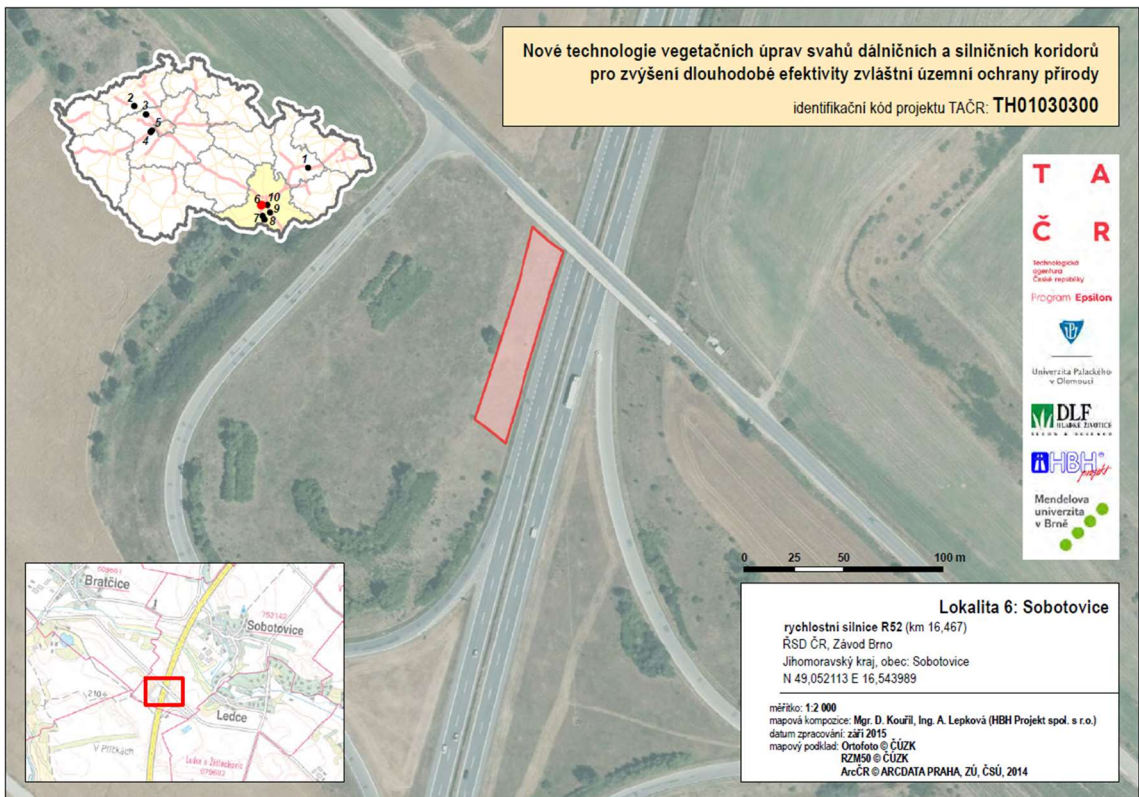 Nové technologie vegetačních úprav svahů dálničních a silničních koridorů
pro zvýšení dlouhodobé efektivity zvláštní územní ochrany přírody
identifikační kód projektu TAČR: TH01030300
2
3
5
4
1
6
10
9
7
8
T A
Č R
Technologická
agentura
České republiky
Program Epsilon
Univerzita Palackého
v Olomouci
DLF
HLADKÉ ŽIVOTICE
HBH
projekt
Mendelova
univerzita
v Brně
0 25 50 100 m
Bratčice
Sobotovice
Ledce
V Plítkách
Lokalita 6: Sobotovice
rychlostní silnice R52 (km 16,467)
ŘSD ČR, Závod Brno
Jihomoravský kraj, obec: Sobotovice
N 49,052113 E 16,543989
měřítko: 1:2 000
mapová kompozice: Mgr. D. Kouřil, Ing. A. Lepková (HBH Projekt spol. s r.o.)
datum zpracování: září 2015
mapový podklad: Ortofoto © ČÚZK
RZM50 © ČÚZK
ArcČR © ARCDATA PRAHA, ZÚ, ČSÚ, 2014